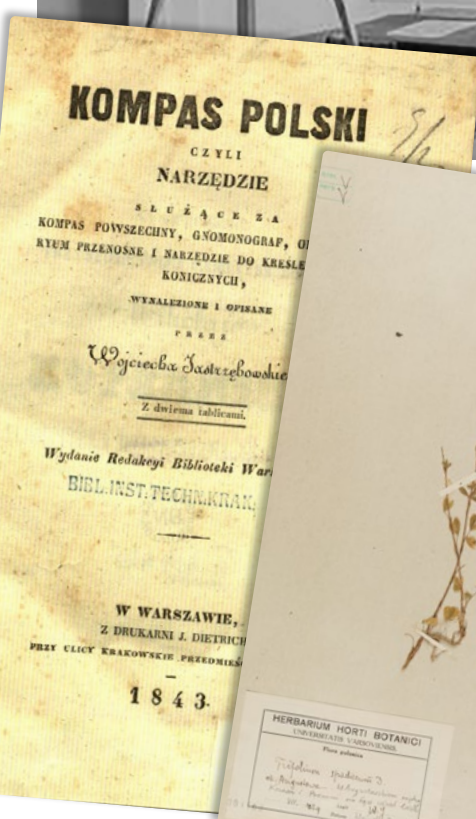 KOMPAS POLSKI
CZYLI
NARZĘDZIE
SŁUŻĄCE ZA
KOMPAS POWSZECHNY, GNOMONOGRAF, O
RYUM PRZENOŚNE I NARZĘDZIE DO KREŚLE
KONICZNYCH,
WYNALEZIONE I OPISANE
PRZEZ
Wojciecha Jastrzębowskie
Z dwiema tablicami.
Wydanie Redakcyi Biblioteki War
BIBL.INST.TECHN.KRAK.
W WARSZAWIE,
Z DRUKARNI J. DIETRICH
PRZY ULICY KRAKOWSKIE PRZEDMIEŚ
1843.
HERBARIUM HORTI BOTANICI
UNIVERSITATIS VARSOVIENSIS.
Flora polonica